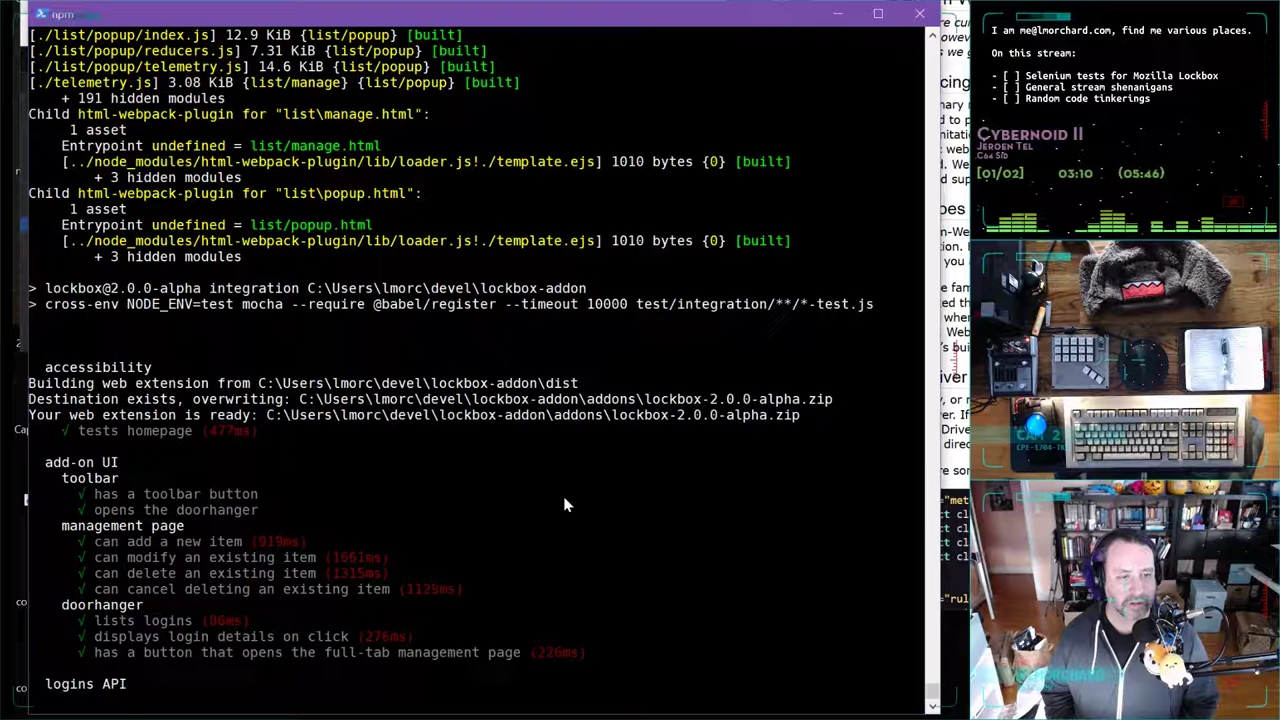 npm
[./list/popup/index.js] 12.9 KiB {list/popup} [built]
[./list/popup/reducers.js] 7.31 KiB {list/popup} [built]
[./list/popup/telemetry.js] 14.6 KiB {list/popup} [built]
[./telemetry.js] 3.08 KiB {list/manage} {list/popup} [built]
+ 191 hidden modules
Child html-webpack-plugin for "list\manage.html":
1 asset
Entrypoint undefined = list/manage.html
[../node_modules/html-webpack-plugin/lib/loader.js!./template.ejs] 1010 bytes {0} [built]
+ 3 hidden modules
Child html-webpack-plugin for "list\popup.html":
1 asset
Entrypoint undefined = list/popup.html
[../node_modules/html-webpack-plugin/lib/loader.js!./template.ejs] 1010 bytes {0} [built]
+ 3 hidden modules
> lockbox@2.0.0-alpha integration C:\Users\lmorc\devel\lockbox-addon
> cross-env NODE_ENV=test mocha --require @babel/register --timeout 10000 test/integration/**/*-test.js
accessibility
Building web extension from C:\Users\lmorc\devel\lockbox-addon\dist
Destination exists, overwriting: C:\Users\lmorc\devel\lockbox-addon\addons\lockbox-2.0.0-alpha.zip
Your web extension is ready: C:\Users\lmorc\devel\lockbox-addon\addons\lockbox-2.0.0-alpha.zip
√ tests homepage (477ms)
add-on UI
toolbar
√ has a toolbar button
√ opens the doorhanger
management page
√ can add a new item (919ms)
√ can modify an existing item (1661ms)
√ can delete an existing item (1315ms)
√ can cancel deleting an existing item (1129ms)
doorhanger
√ lists logins (86ms)
√ displays login details on click (276ms)
√ has a button that opens the full-tab management page (226ms)
logins API
I am me@lmorchard.com, find me various places.
On this stream:
- [ ] Selenium tests for Mozilla Lockbox
- [ ] General stream shenanigans
- [ ] Random code tinkerings
Cybernoid II
Jeroen Tel
C64 Sid
[01/02] 03:10 (05:46)
CAM 2